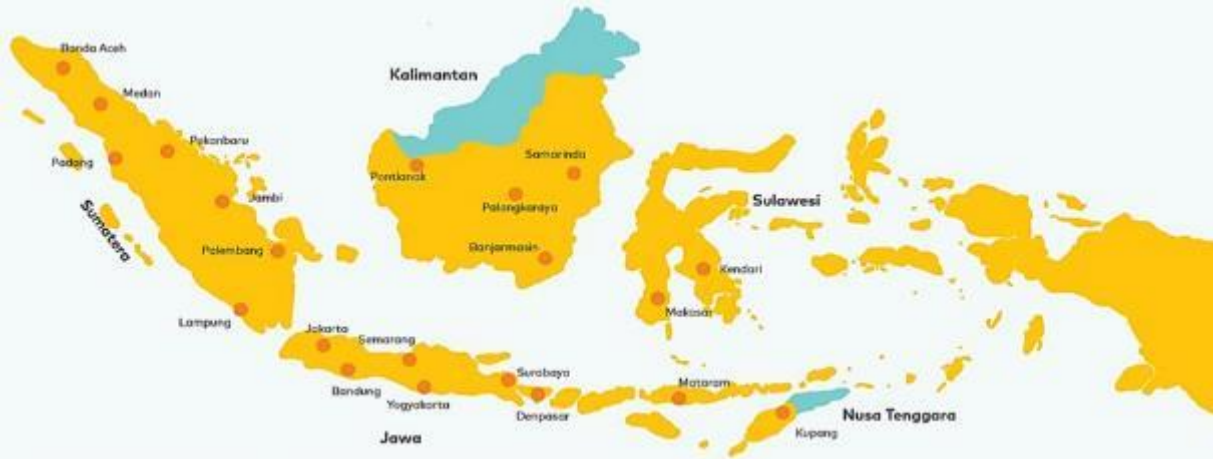 Banda Aceh
Kalimantan
Medan
Pekanbaru
Padang
Samarinda
Pontianak
Jambi
Sulawesi
Palangkaraya
Sumatera
Palembang
Banjarmasin
Kendari
Makasar
Lampung
Jakarta
Semarang
Surabaya
Mataram
Bandung
Yogyakarta
Denpasar
Nusa Tenggara
Kupang
Jawa